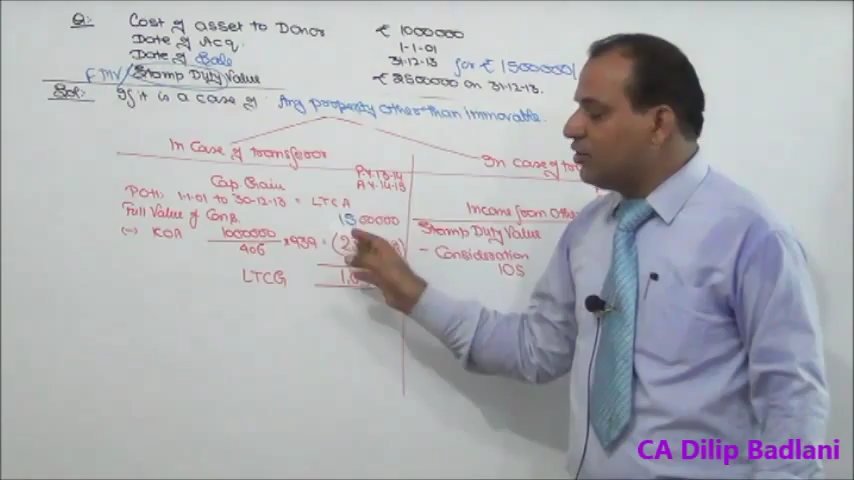 Q:- Cost of asset to Donor ₹ 1000000
Date of Acq. 1-1-01
Date of Sale 31-12-13 for ₹ 1500000/
FMV/Stamp Duty Value ₹ 2500000 on 31-12-13.
Sol:- If it is a case of Any property other than immovable.
In Case of transferor
In case of
P.Y. 13-14
A.Y. 14-15
Cap Gain
POH: 1-1-01 to 30-12-13 = LTCA
Full Value of Cons. 1500000
(-) ICOA 1000000 / 406 × 939 =
LTCG
Income from Other
Stamp Duty Value
- Consideration
IOS
CA Dilip Badlani